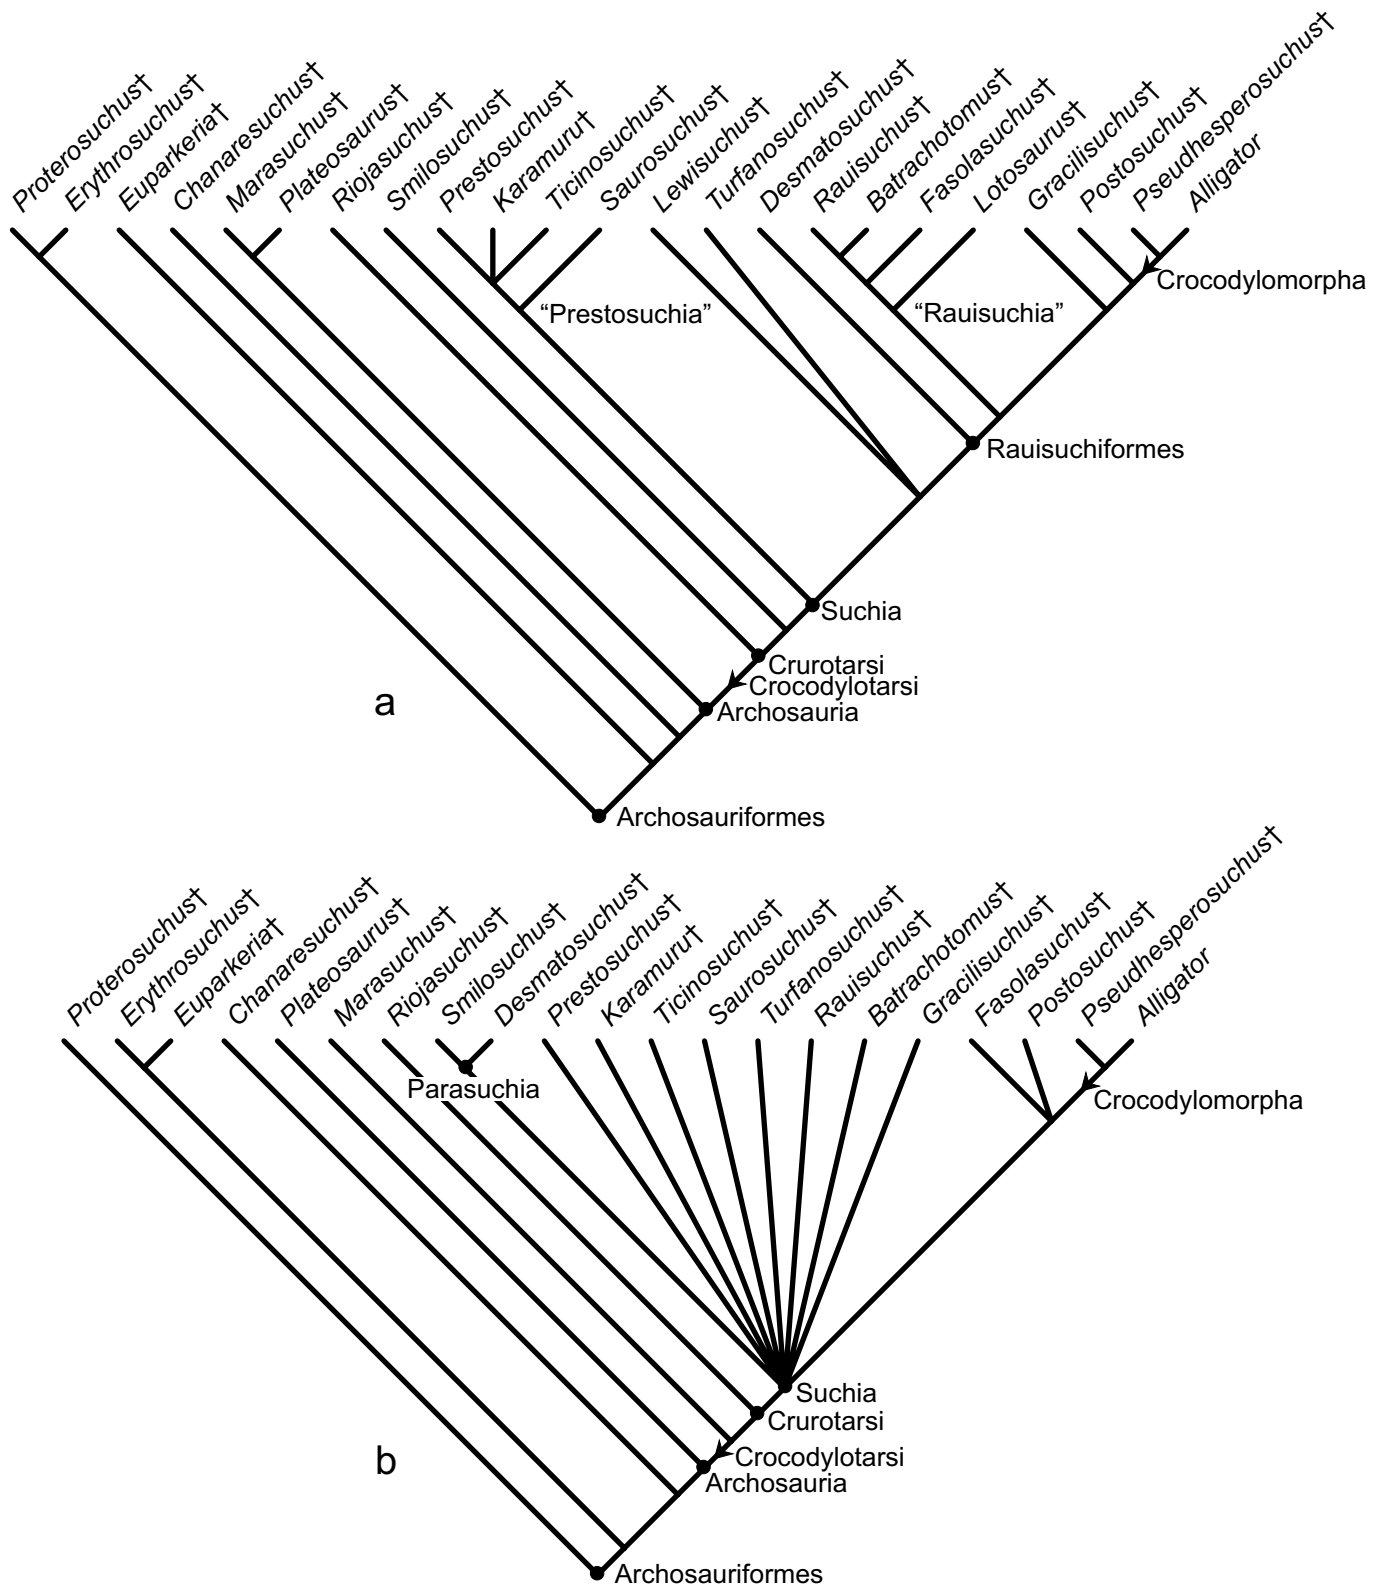 Proterosuchus†
Erythrosuchus†
Euparkeria†
Chanaresuchus†
Marasuchus†
Plateosaurus†
Riojasuchus†
Smilosuchus†
Prestosuchus†
Karamuru†
Ticinosuchus†
Saurosuchus†
Lewisuchus†
Turfanosuchus†
Desmatosuchus†
Rauisuchus†
Batrachotomus†
Fasolasuchus†
Lotosaurus†
Gracilisuchus†
Postosuchus†
Pseudhesperosuchus†
Alligator
Crocodylomorpha
“Prestosuchia”
“Rauisuchia”
Rauisuchiformes
Suchia
Crurotarsi
Crocodylotarsi
a
Archosauria
Archosauriformes
Proterosuchus†
Erythrosuchus†
Euparkeria†
Chanaresuchus†
Plateosaurus†
Marasuchus†
Riojasuchus†
Smilosuchus†
Desmatosuchus†
Prestosuchus†
Karamuru†
Ticinosuchus†
Saurosuchus†
Turfanosuchus†
Rauisuchus†
Batrachotomus†
Gracilisuchus†
Fasolasuchus†
Postosuchus†
Pseudhesperosuchus†
Alligator
Parasuchia
Crocodylomorpha
Suchia
Crurotarsi
b
Crocodylotarsi
Archosauria
Archosauriformes